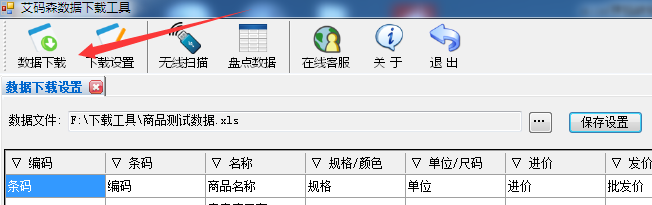 艾码森数据下载工具
数据下载 下载设置 无线扫描 盘点数据 在线客服 关于 退出
数据下载设置
数据文件: F:\下载工具\商品测试数据.xls ... 保存设置
▽ 编码 ▽ 条码 ▽ 名称 ▽ 规格/颜色 ▽ 单位/尺码 ▽ 进价 ▽ 发价
条码 编码 商品名称 规格 单位 进价 批发价